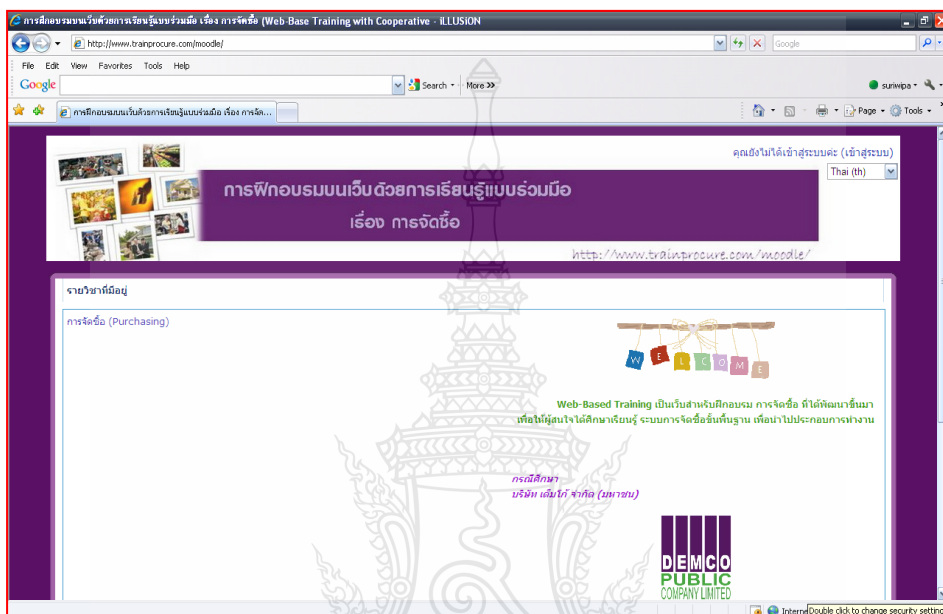 การฝึกอบรมบนเว็บด้วยการเรียนรู้แบบร่วมมือ เรื่อง การจัดซื้อ (Web-Base Training with Cooperative - iLLUSiON
http://www.trainprocure.com/moodle/
Google
File Edit View Favorites Tools Help
Google
Search
More >>
suriwipa
การฝึกอบรมบนเว็บด้วยการเรียนรู้แบบร่วมมือ เรื่อง การจัด...
Page Tools
คุณยังไม่ได้เข้าสู่ระบบค่ะ (เข้าสู่ระบบ)
Thai (th)
การฟิกอบรมบนเว็บด้วยการเรียนรู้แบบร่วมมือ
เรื่อง การจัดซื้อ
http://www.trainprocure.com/moodle/
รายวิชาที่มีอยู่
การจัดซื้อ (Purchasing)
WELCOME
Web-Based Training เป็นเว็บสำหรับฝึกอบรม การจัดซื้อ ที่ได้พัฒนาขึ้นมา
เพื่อให้ผู้สนใจได้ศึกษาเรียนรู้ ระบบการจัดซื้อขั้นพื้นฐาน เพื่อนำไปประกอบการทำงาน
กรณีศึกษา
บริษัท เด็มโก้ จำกัด (มหาชน)
DEMCO
PUBLIC
COMPANY LIMITED
Interne
Double click to change security setting